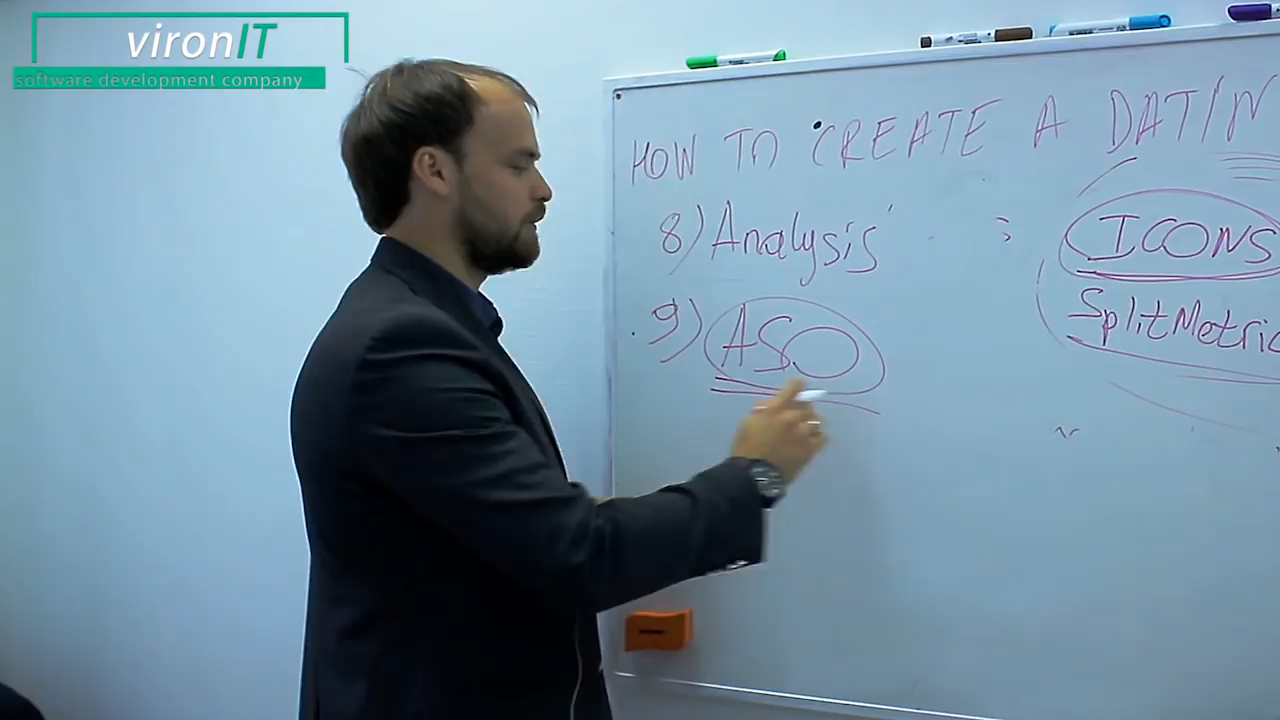 vironIT
software development company
HOW TO CREATE A DATIN
8) Analysis
ICONS
9) ASO
SplitMetric